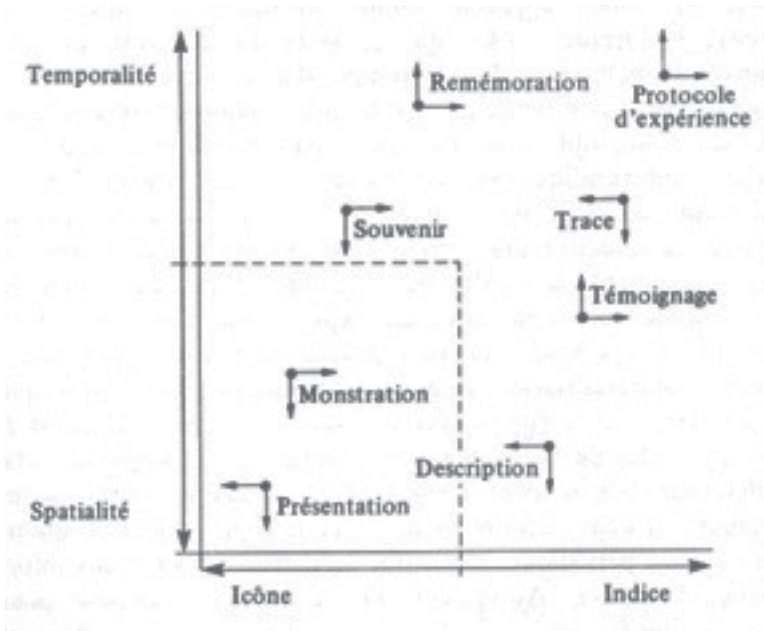 Temporalité
Remémoration
Protocole
d'expérience
Souvenir
Trace
Témoignage
Monstration
Description
Présentation
Spatialité
Icône
Indice